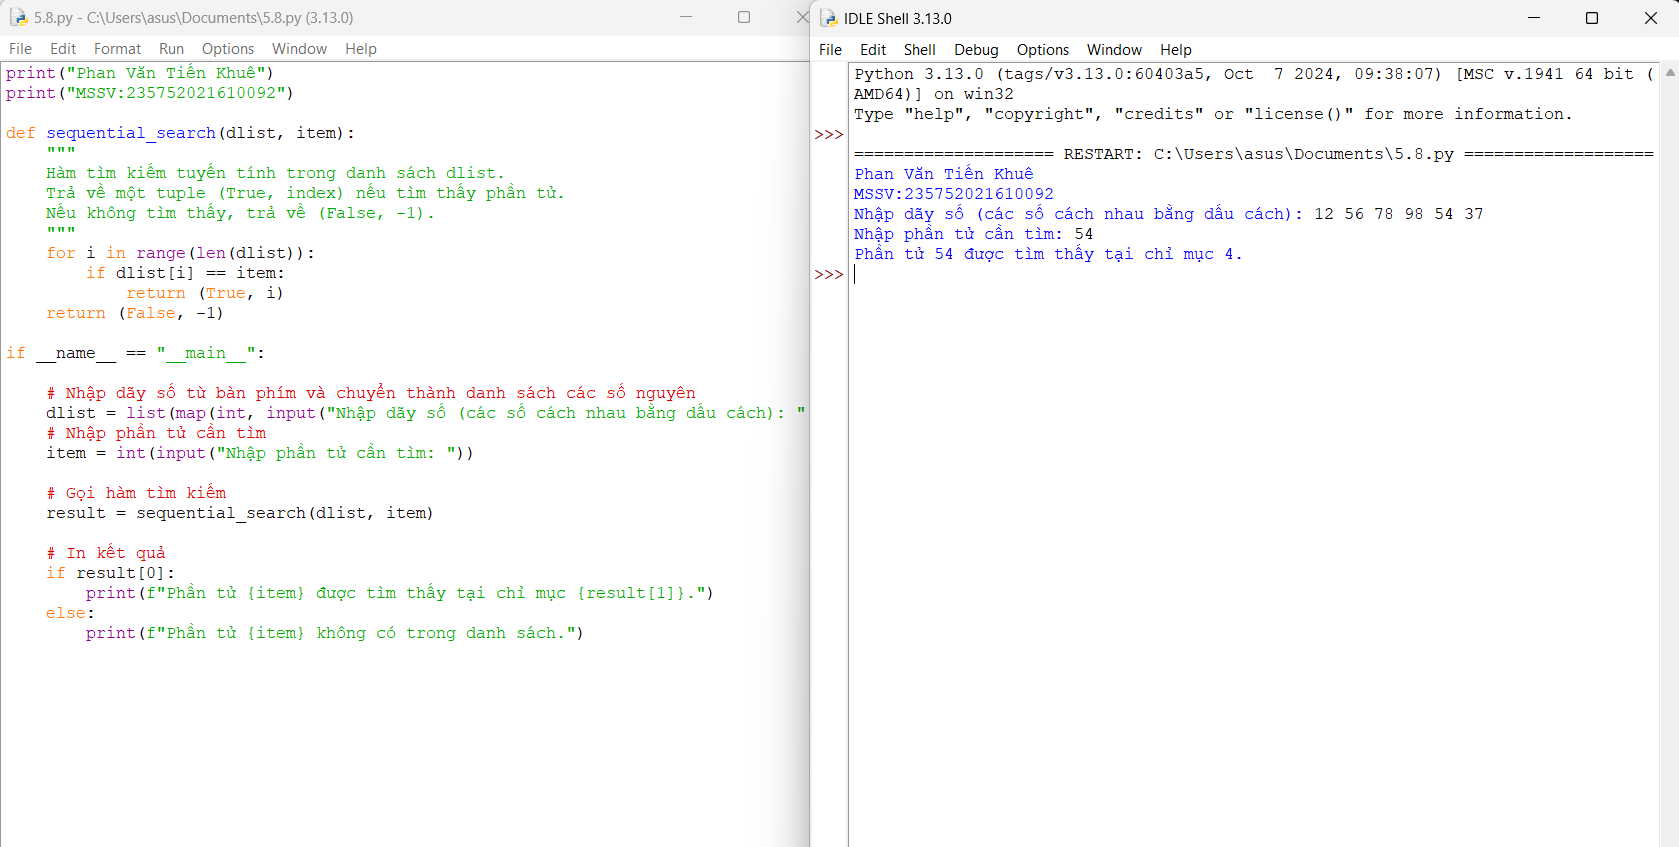 5.8.py - C:\Users\asus\Documents\5.8.py (3.13.0)
File Edit Format Run Options Window Help
print("Phan Văn Tiến Khuê")
print("MSSV:235752021610092")
def sequential_search(dlist, item):
"""
Hàm tìm kiếm tuyến tính trong danh sách dlist.
Trả về một tuple (True, index) nếu tìm thấy phần tử.
Nếu không tìm thấy, trả về (False, -1).
"""
for i in range(len(dlist)):
if dlist[i] == item:
return (True, i)
return (False, -1)
if __name__ == "__main__":
# Nhập dãy số từ bàn phím và chuyển thành danh sách các số nguyên
dlist = list(map(int, input("Nhập dãy số (các số cách nhau bằng dấu cách): "
# Nhập phần tử cần tìm
item = int(input("Nhập phần tử cần tìm: "))
# Gọi hàm tìm kiếm
result = sequential_search(dlist, item)
# In kết quả
if result[0]:
print(f"Phần tử {item} được tìm thấy tại chỉ mục {result[1]}.")
else:
print(f"Phần tử {item} không có trong danh sách.")
IDLE Shell 3.13.0
File Edit Shell Debug Options Window Help
Python 3.13.0 (tags/v3.13.0:60403a5, Oct  7 2024, 09:38:07) [MSC v.1941 64 bit (
AMD64)] on win32
Type "help", "copyright", "credits" or "license()" for more information.
>>>
==================== RESTART: C:\Users\asus\Documents\5.8.py ===================
Phan Văn Tiến Khuê
MSSV:235752021610092
Nhập dãy số (các số cách nhau bằng dấu cách): 12 56 78 98 54 37
Nhập phần tử cần tìm: 54
Phần tử 54 được tìm thấy tại chỉ mục 4.
>>>